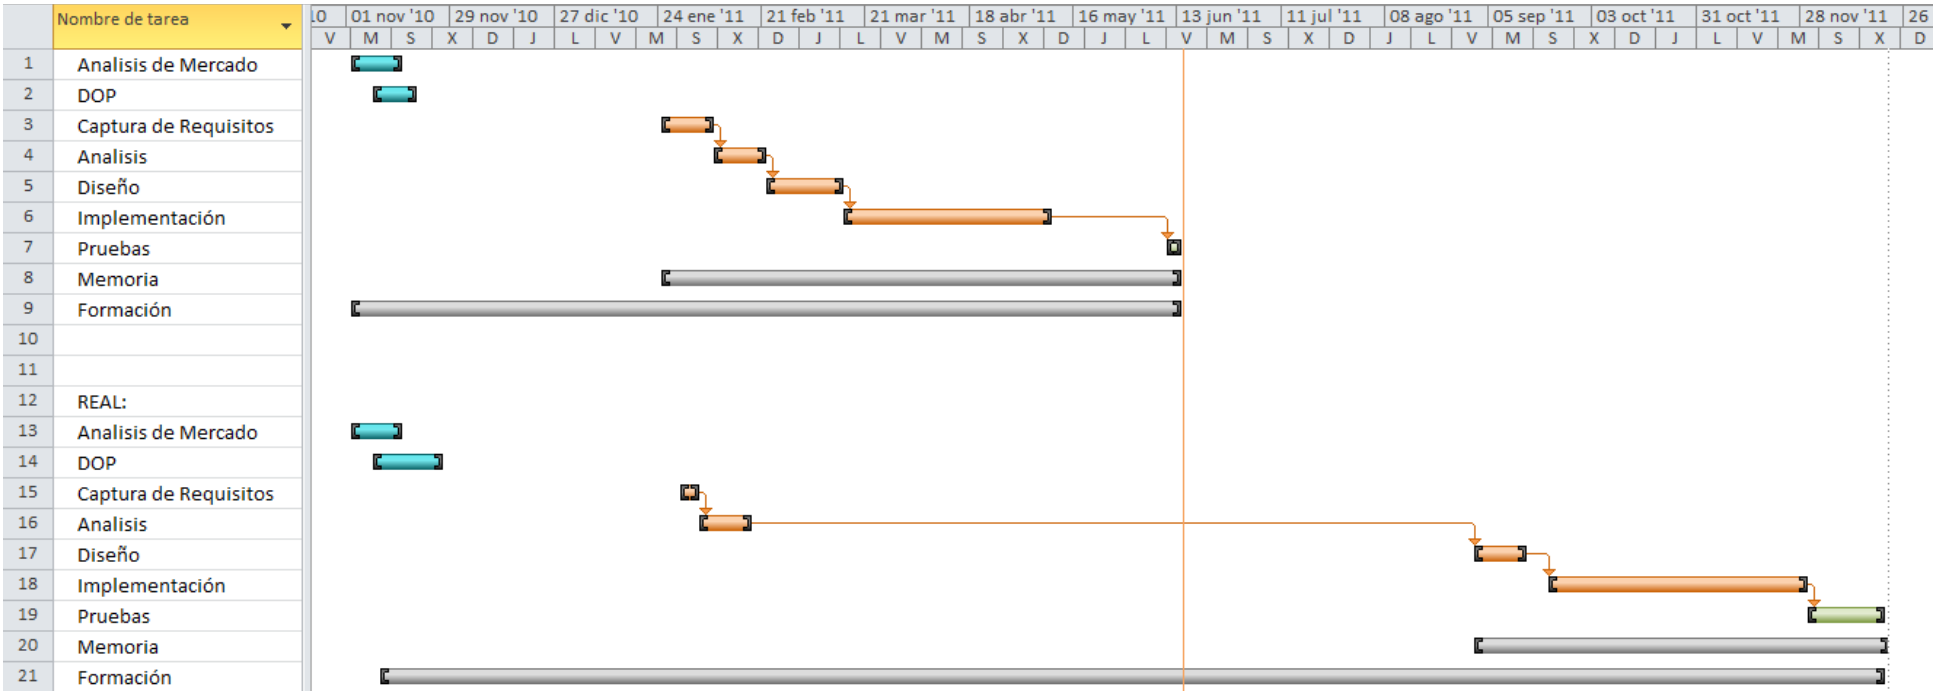 Nombre de tarea
10 01 nov '10 29 nov '10 27 dic '10 24 ene '11 21 feb '11 21 mar '11 18 abr '11 16 may '11 13 jun '11 11 jul '11 08 ago '11 05 sep '11 03 oct '11 31 oct '11 28 nov '11 26
V M S X D J L V M S X D J L V M S X D J L V M S X D J L V M S X D J L V M S X D
1 Analisis de Mercado
2 DOP
3 Captura de Requisitos
4 Analisis
5 Diseño
6 Implementación
7 Pruebas
8 Memoria
9 Formación
10
11
12 REAL:
13 Analisis de Mercado
14 DOP
15 Captura de Requisitos
16 Analisis
17 Diseño
18 Implementación
19 Pruebas
20 Memoria
21 Formación